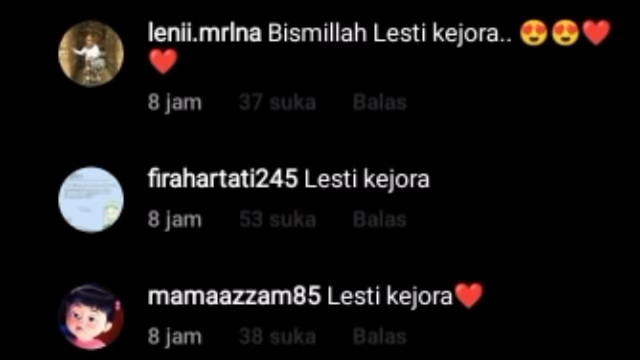 lenii.mrlna Bismillah Lesti kejora.. 😍😍❤️
❤️
8 jam 37 suka Balas
firahartati245 Lesti kejora
8 jam 53 suka Balas
mamaazzam85 Lesti kejora❤️
8 jam 38 suka Balas